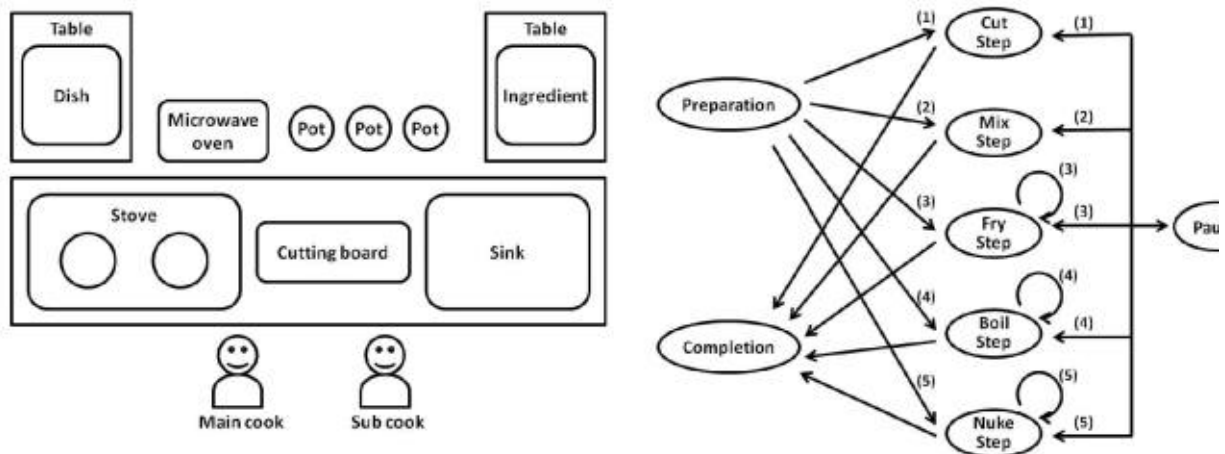 Table
Dish
Microwave
oven
Pot
Pot
Pot
Table
Ingredient
Stove
Cutting board
Sink
Main cook
Sub cook
Preparation
Completion
(1)
(2)
(3)
(4)
(5)
Cut
Step
Mix
Step
Fry
Step
Boil
Step
Nuke
Step
(3)
(4)
(5)
(1)
(2)
(3)
(4)
(5)